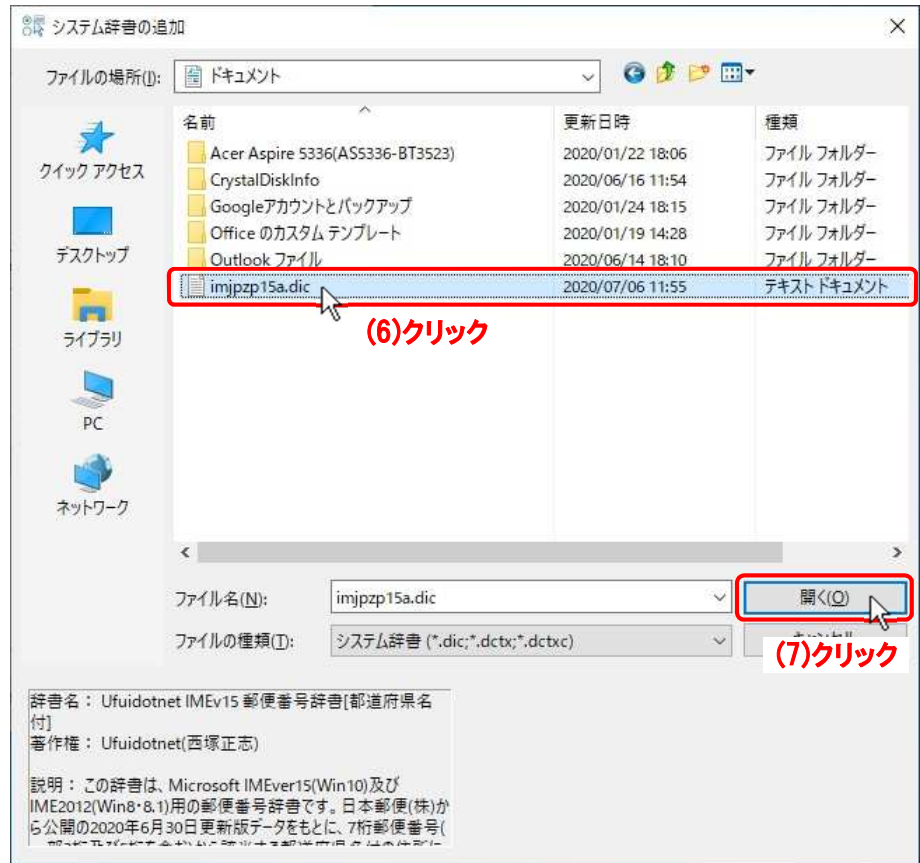 システム辞書の追加
ファイルの場所(I): ドキュメント
名前 更新日時 種類
Acer Aspire 5336(AS5336-BT3523) 2020/01/22 18:06 ファイル フォルダー
CrystalDiskInfo 2020/06/16 11:54 ファイル フォルダー
Googleアカウントとバックアップ 2020/01/24 18:15 ファイル フォルダー
Office のカスタム テンプレート 2020/01/19 14:28 ファイル フォルダー
Outlook ファイル 2020/06/14 18:10 ファイル フォルダー
imjpzp15a.dic 2020/07/06 11:55 テキスト ドキュメント
(6)クリック
クイック アクセス
デスクトップ
ライブラリ
PC
ネットワーク
ファイル名(N): imjpzp15a.dic 開く(O)
ファイルの種類(T): システム辞書 (*.dic;*.dctx;*.dctxc)
(7)クリック
辞書名： Ufuidotnet IMEv15 郵便番号辞書[都道府県名
付]
著作権： Ufuidotnet(西塚正志)
説明： この辞書は、Microsoft IMEver15(Win10)及び
IME2012(Win8・8.1)用の郵便番号辞書です。日本郵便(株)か
ら公開の2020年6月30日更新版データをもとに、7桁郵便番号(